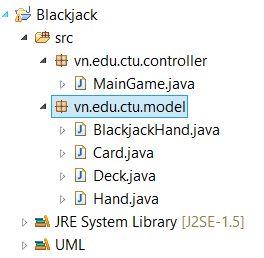 Blackjack
src
vn.edu.ctu.controller
MainGame.java
vn.edu.ctu.model
BlackjackHand.java
Card.java
Deck.java
Hand.java
JRE System Library [J2SE-1.5]
UML